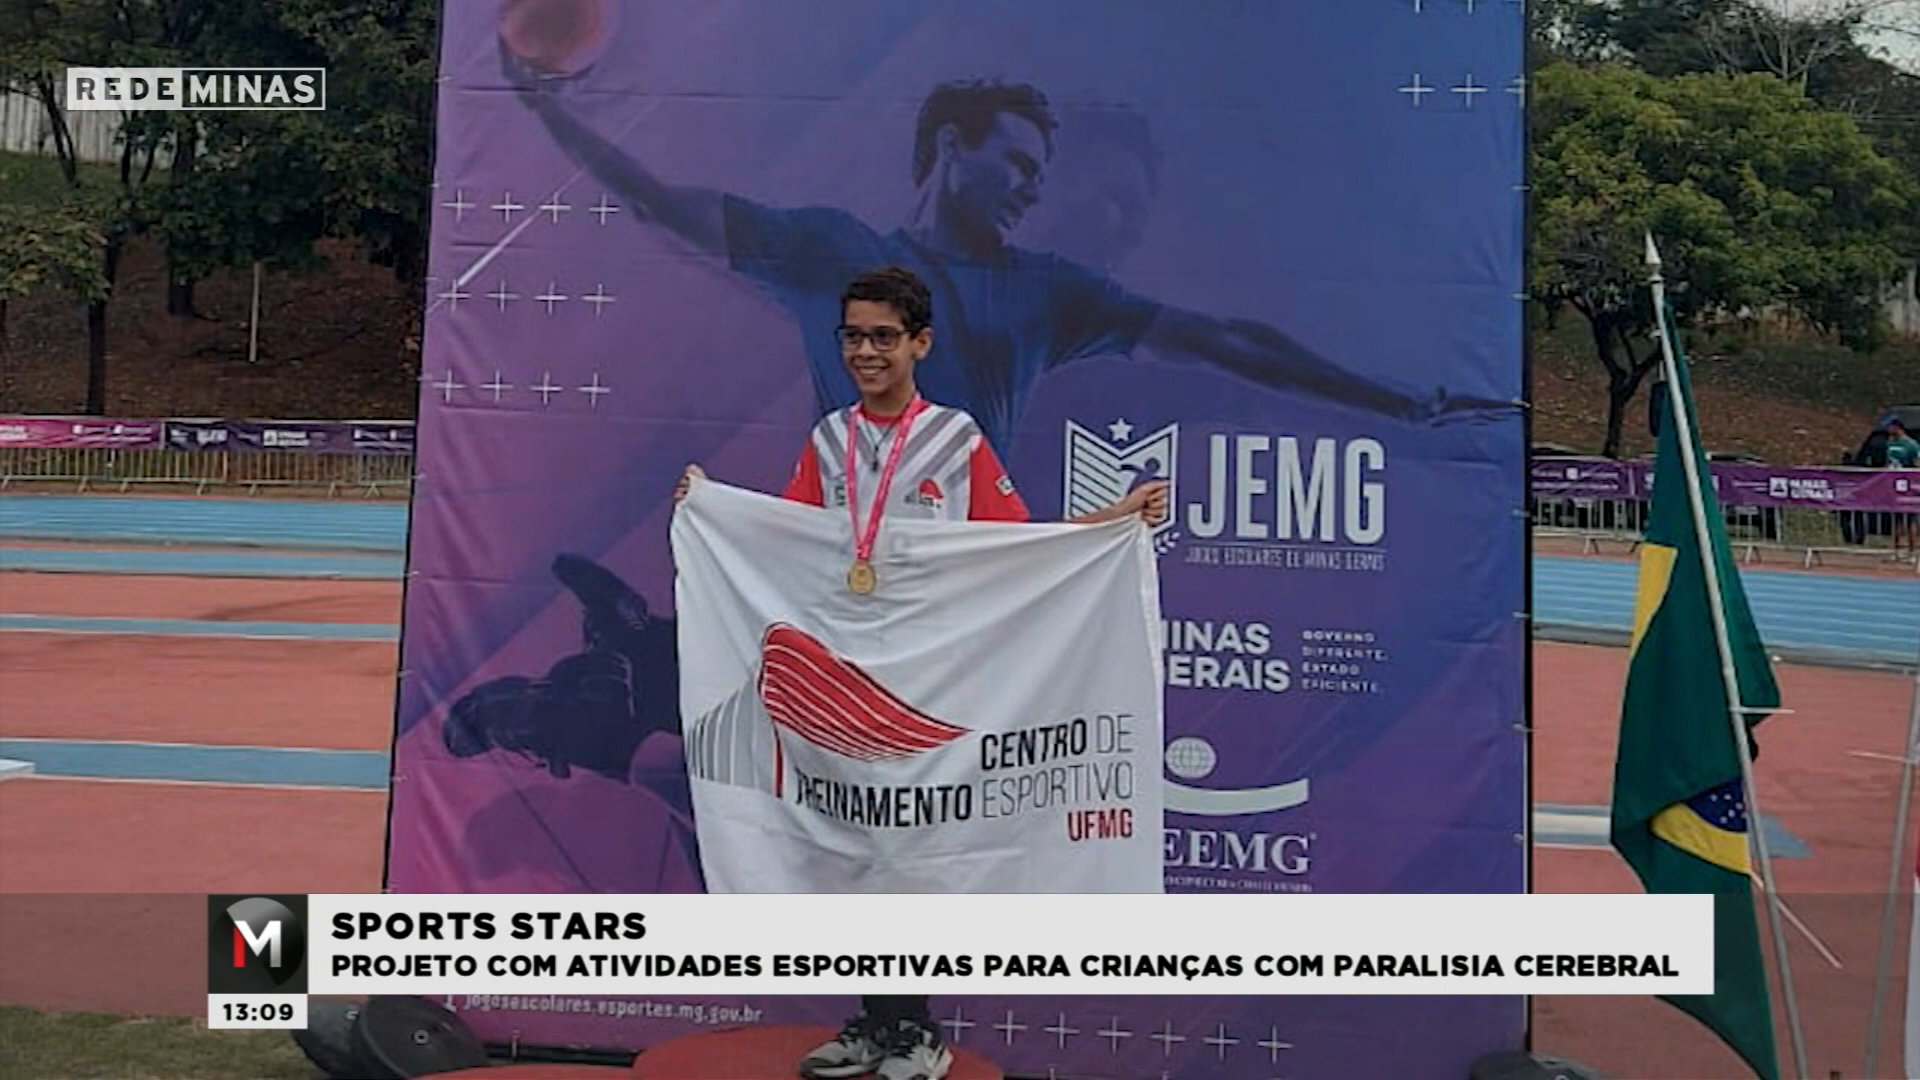 REDE MINAS
JEMG
JOGOS ESCOLARES DE MINAS GERAIS
INAS
ERAIS
GOVERNO
DIFERENTE.
ESTADO
EFICIENTE.
CENTRO DE
TREINAMENTO ESPORTIVO
UFMG
EEMG
MINAS
GERAIS
M
SPORTS STARS
PROJETO COM ATIVIDADES ESPORTIVAS PARA CRIANÇAS COM PARALISIA CEREBRAL
13:09
jogosescolares.esportes.mg.gov.br